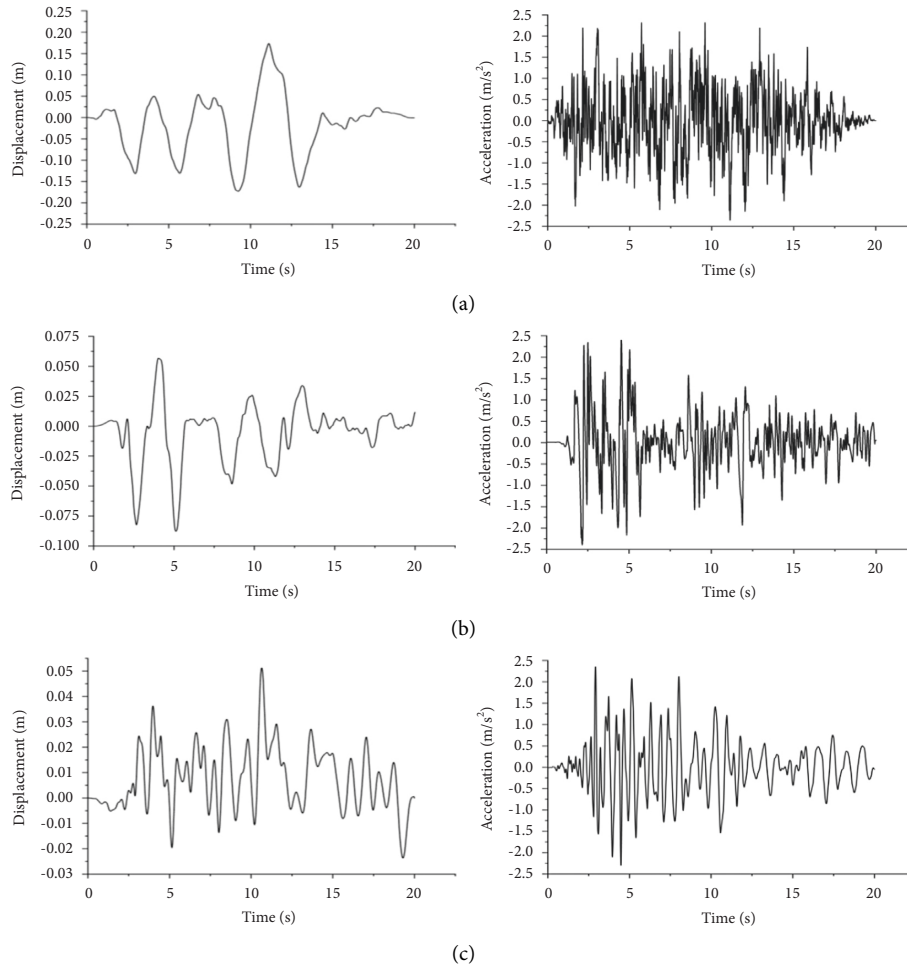 0.25
0.20
0.15
0.10
0.05
0.00
-0.05
-0.10
-0.15
0.20
0.25
Displacement (m)
0 5 10 15 20
Time (s)
2.5
2.0
1.5
1.0
0.5
0.0
-0.5
-1.0
-1.5
-2.0
-2.5
Acceleration (m/s²)
0 5 10 15 20
Time (s)
(a)
0.075
0.050
0.025
0.000
-0.025
-0.050
-0.075
-0.100
Displacement (m)
0 5 10 15 20
Time (s)
2.5
2.0
1.5
1.0
0.5
0.0
-0.5
-1.0
-1.5
-2.0
-2.5
Acceleration (m/s²)
0 5 10 15 20
Time (s)
(b)
0.05
0.04
0.03
0.02
0.01
0.00
-0.01
-0.02
-0.03
Displacement (m)
0 5 10 15 20
Time (s)
2.5
2.0
1.5
1.0
0.5
0.0
-0.5
-1.0
-1.5
-2.0
-2.5
Acceleration (m/s²)
0 5 10 15 20
Time (s)
(c)